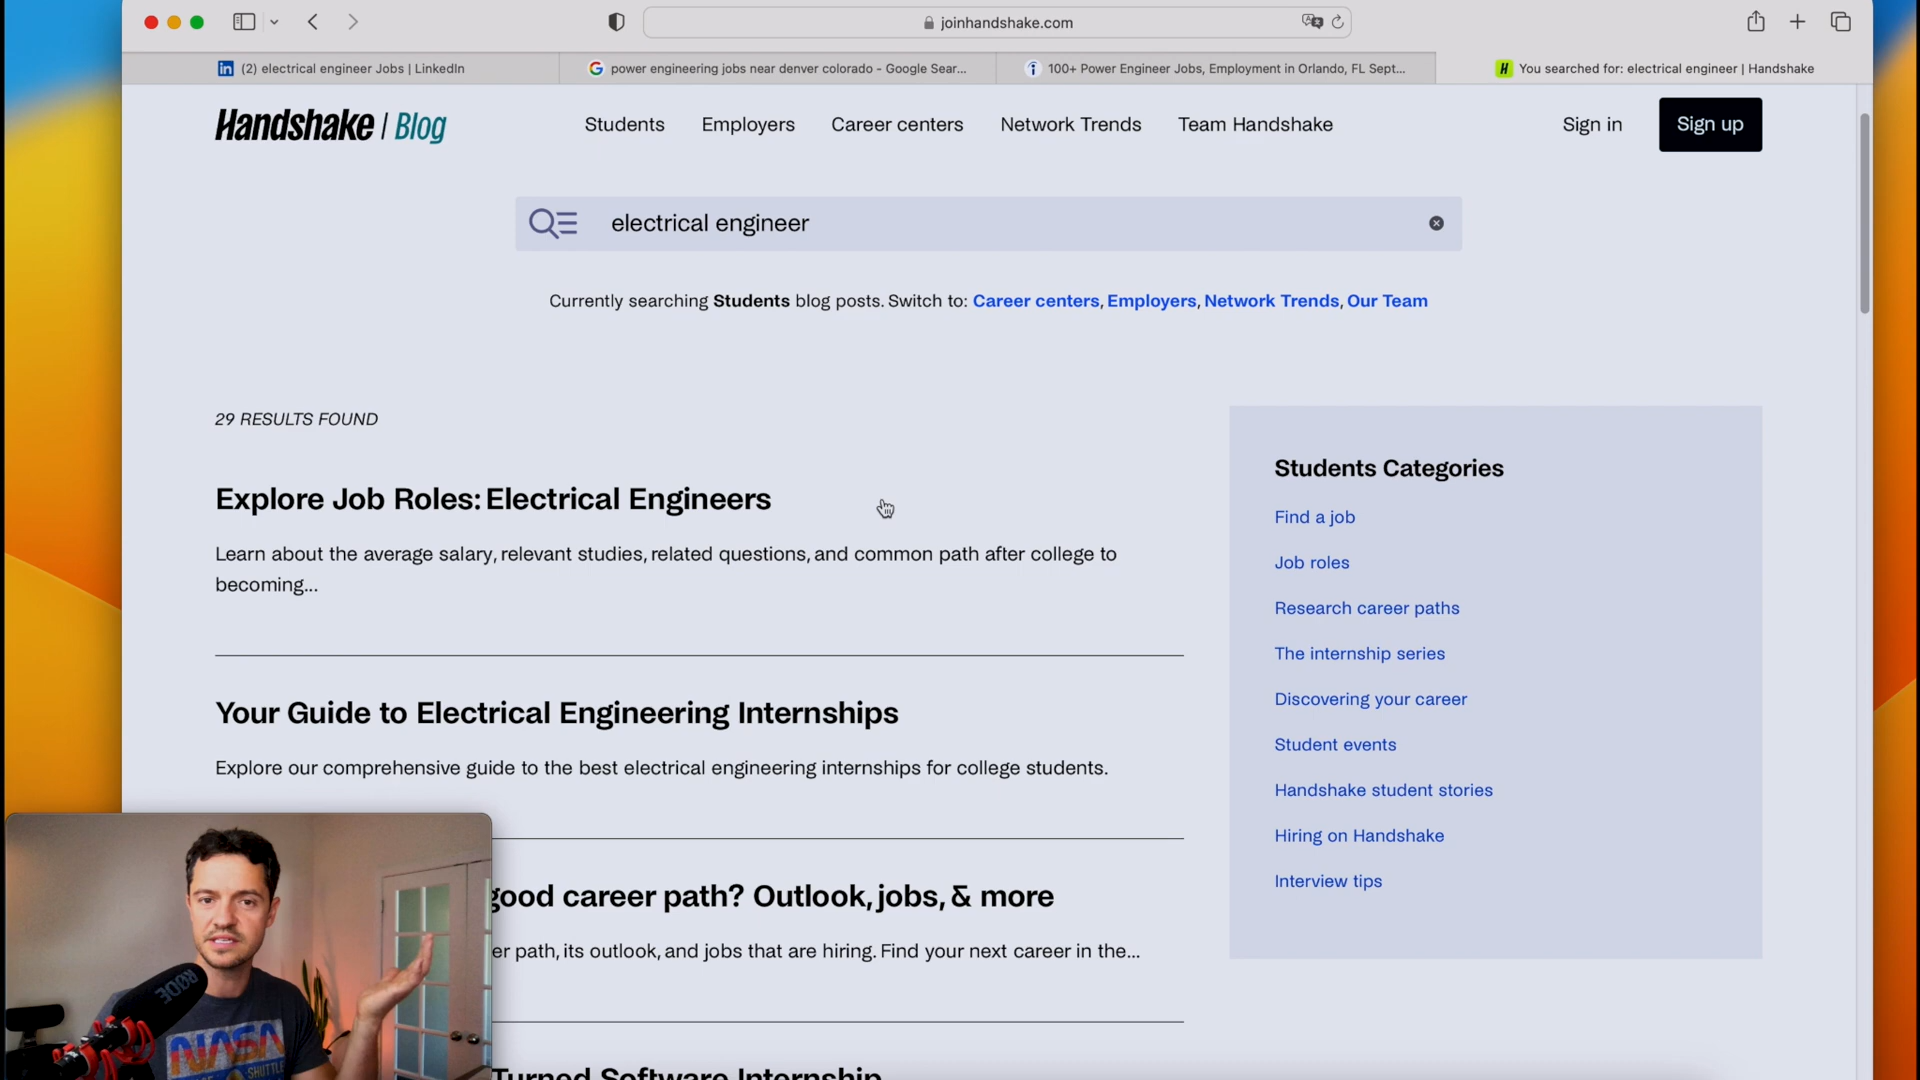 joinhandshake.com
(2) electrical engineer Jobs | LinkedIn
power engineering jobs near denver colorado - Google Sear...
100+ Power Engineer Jobs, Employment in Orlando, FL Sept...
You searched for: electrical engineer | Handshake
Handshake | Blog
Students
Employers
Career centers
Network Trends
Team Handshake
Sign in
Sign up
electrical engineer
Currently searching Students blog posts. Switch to: Career centers, Employers, Network Trends, Our Team
29 RESULTS FOUND
Explore Job Roles: Electrical Engineers
Learn about the average salary, relevant studies, related questions, and common path after college to
becoming...
Your Guide to Electrical Engineering Internships
Explore our comprehensive guide to the best electrical engineering internships for college students.
good career path? Outlook, jobs, & more
er path, its outlook, and jobs that are hiring. Find your next career in the...
Turned Software Internship
Students Categories
Find a job
Job roles
Research career paths
The internship series
Discovering your career
Student events
Handshake student stories
Hiring on Handshake
Interview tips
RØDE
NASA
SHUTTLE